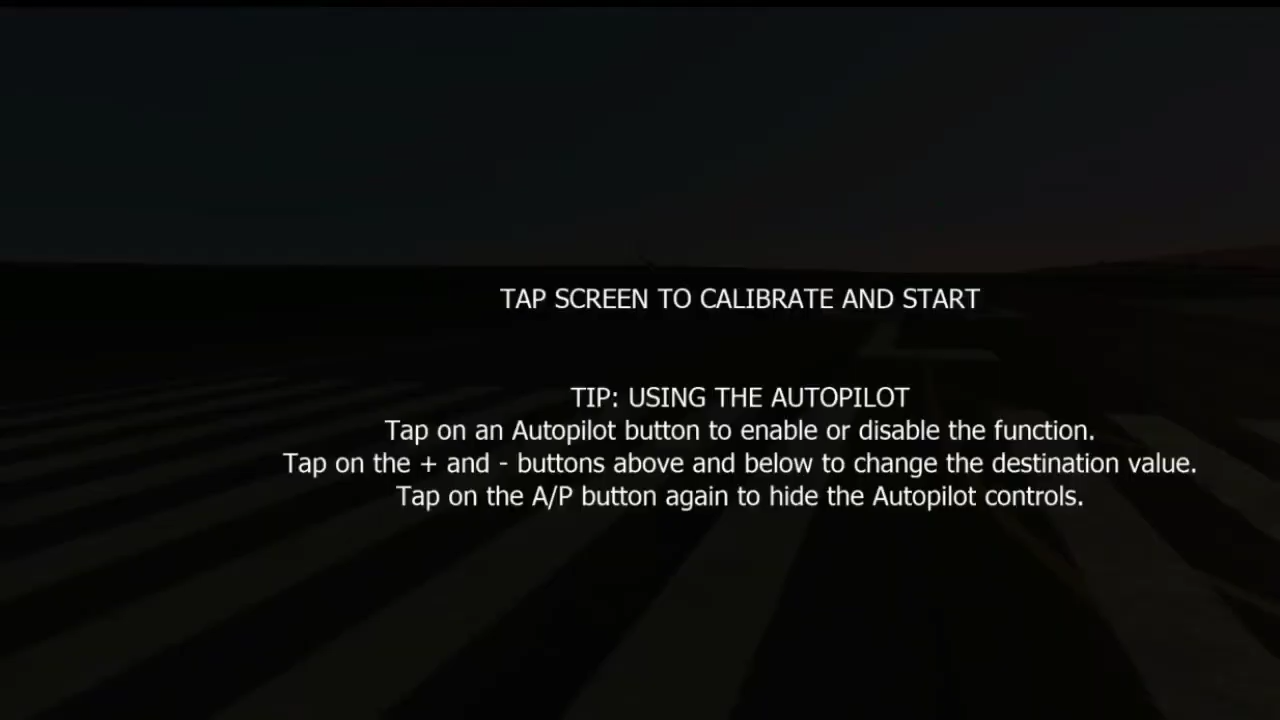 TAP SCREEN TO CALIBRATE AND START
TIP: USING THE AUTOPILOT
Tap on an Autopilot button to enable or disable the function.
Tap on the + and - buttons above and below to change the destination value.
Tap on the A/P button again to hide the Autopilot controls.